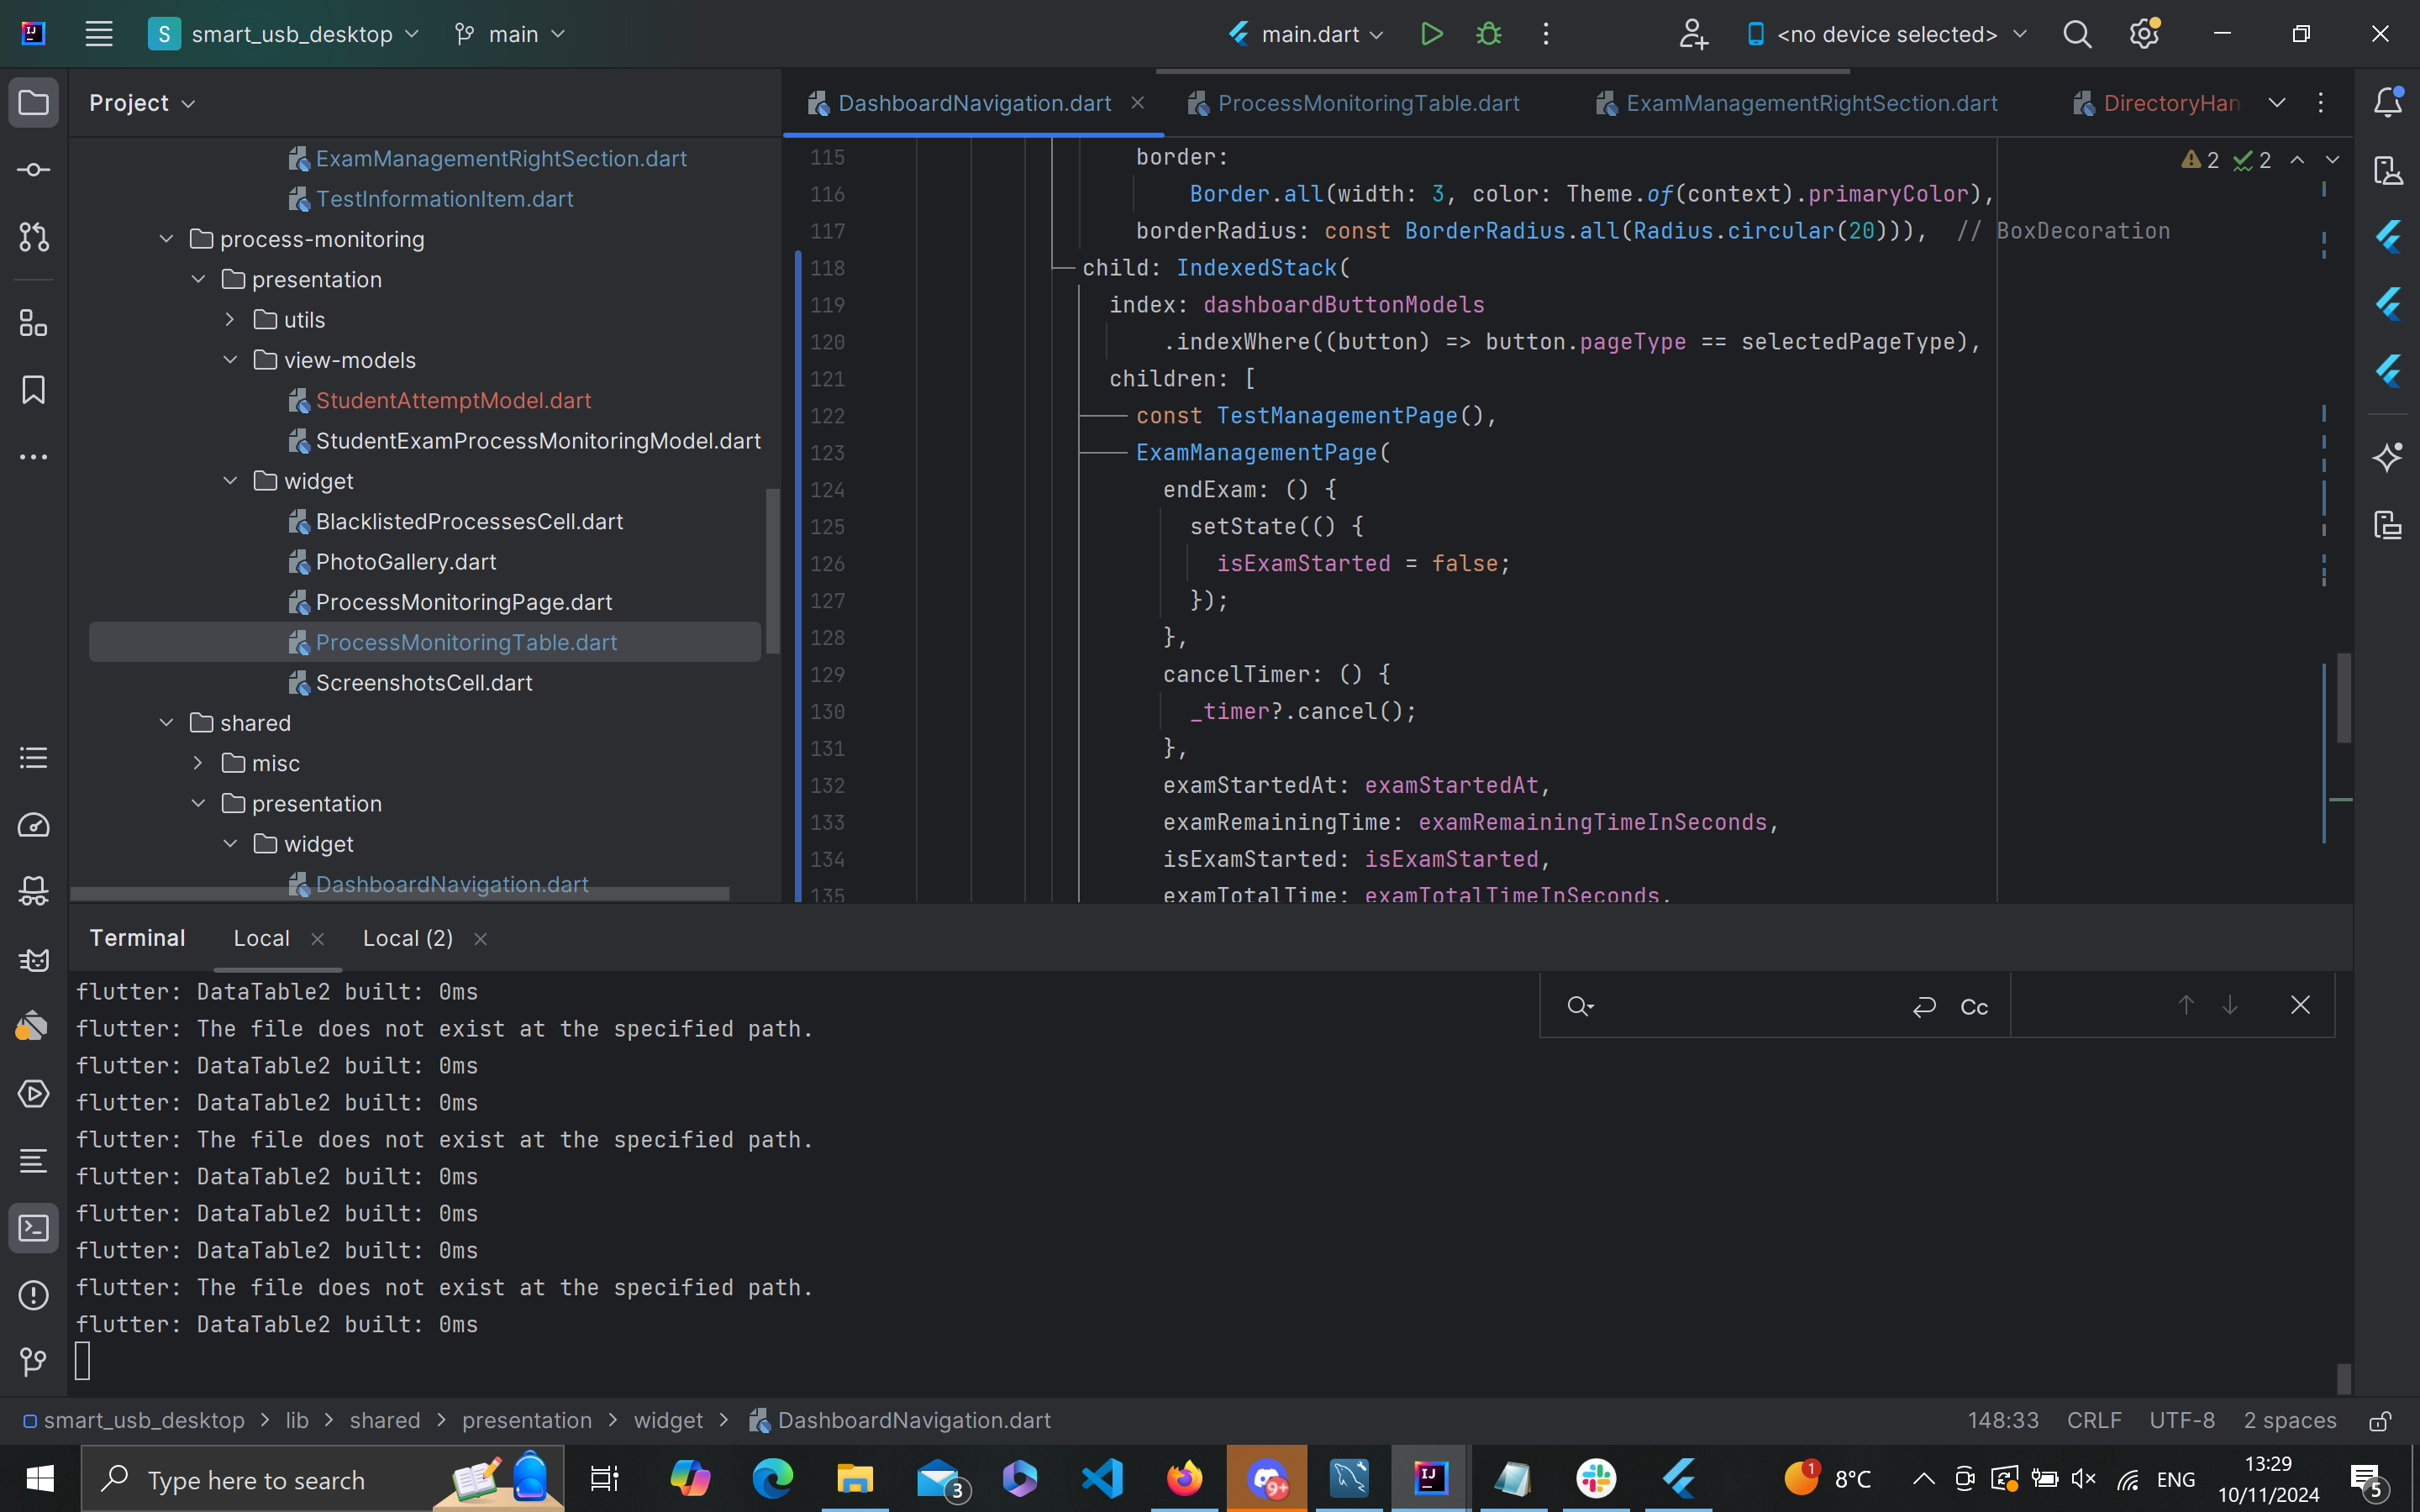 S smart_usb_desktop main main.dart <no device selected>
Project
DashboardNavigation.dart ProcessMonitoringTable.dart ExamManagementRightSection.dart DirectoryHan
ExamManagementRightSection.dart
TestInformationItem.dart
process-monitoring
presentation
utils
view-models
StudentAttemptModel.dart
StudentExamProcessMonitoringModel.dart
widget
BlacklistedProcessesCell.dart
PhotoGallery.dart
ProcessMonitoringPage.dart
ProcessMonitoringTable.dart
ScreenshotsCell.dart
shared
misc
presentation
widget
DashboardNavigation.dart
2 2
115 border:
116 Border.all(width: 3, color: Theme.of(context).primaryColor),
117 borderRadius: const BorderRadius.all(Radius.circular(20))), // BoxDecoration
118 child: IndexedStack(
119 index: dashboardButtonModels
120 .indexWhere((button) => button.pageType == selectedPageType),
121 children: [
122 const TestManagementPage(),
123 ExamManagementPage(
124 endExam: () {
125 setState(() {
126 isExamStarted = false;
127 });
128 },
129 cancelTimer: () {
130 _timer?.cancel();
131 },
132 examStartedAt: examStartedAt,
133 examRemainingTime: examRemainingTimeInSeconds,
134 isExamStarted: isExamStarted,
135 examTotalTime: examTotalTimeInSeconds,
Terminal Local Local (2)
Cc
flutter: DataTable2 built: 0ms
flutter: The file does not exist at the specified path.
flutter: DataTable2 built: 0ms
flutter: DataTable2 built: 0ms
flutter: The file does not exist at the specified path.
flutter: DataTable2 built: 0ms
flutter: DataTable2 built: 0ms
flutter: DataTable2 built: 0ms
flutter: The file does not exist at the specified path.
flutter: DataTable2 built: 0ms
smart_usb_desktop > lib > shared > presentation > widget > DashboardNavigation.dart 148:33 CRLF UTF-8 2 spaces
Type here to search 3 9+ IJ 1 8°C ENG 13:29 5
10/11/2024